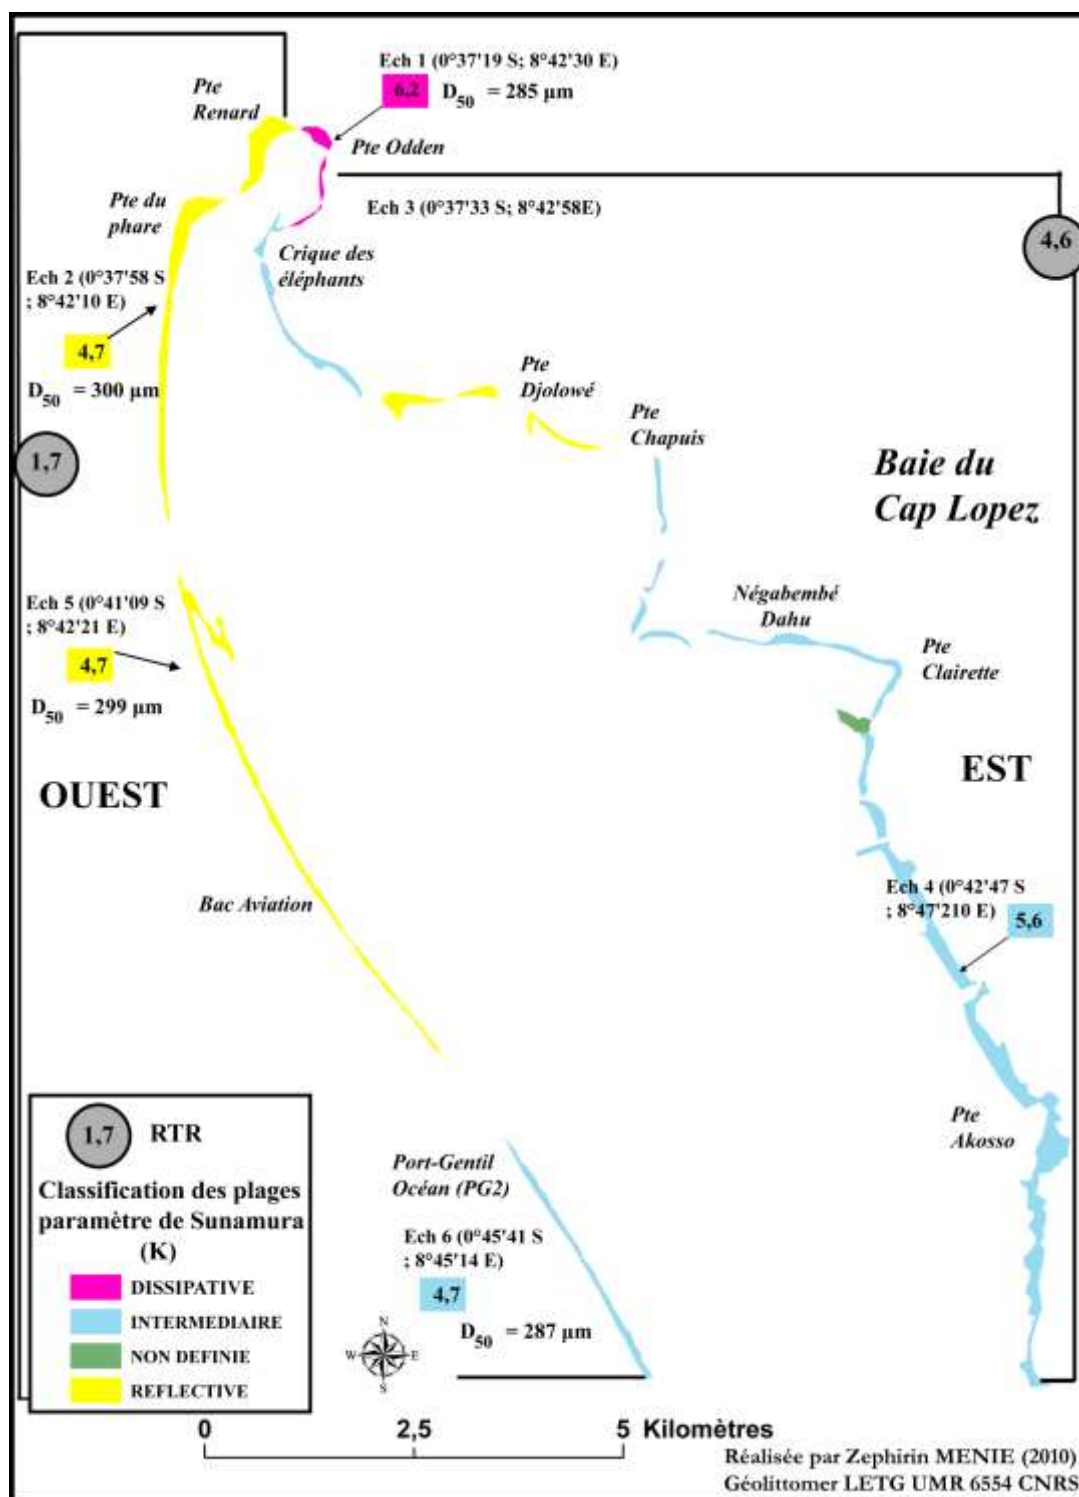 Ech 1 (0°37'19 S; 8°42'30 E)
6,2 D50 = 285 µm
Pte
Renard
Pte Odden
Pte du
phare
Ech 3 (0°37'33 S; 8°42'58E)
4,6
Crique des
éléphants
Ech 2 (0°37'58 S
; 8°42'10 E)
4,7
D50 = 300 µm
Pte
Djolowé
Pte
Chapuis
1,7
Baie du
Cap Lopez
Ech 5 (0°41'09 S
; 8°42'21 E)
4,7
D50 = 299 µm
Négabembé
Dahu
Pte
Clairette
OUEST
EST
Bac Aviation
Ech 4 (0°42'47 S
; 8°47'210 E)
5,6
Pte
Akosso
Port-Gentil
Océan (PG2)
Ech 6 (0°45'41 S
; 8°45'14 E)
4,7
D50 = 287 µm
N
W E
S
1,7 RTR
Classification des plages
paramètre de Sunamura
(K)
DISSIPATIVE
INTERMEDIAIRE
NON DEFINIE
REFLECTIVE
0 2,5 5 Kilomètres
Réalisée par Zephirin MENIE (2010)
Géolittomer LETG UMR 6554 CNRS